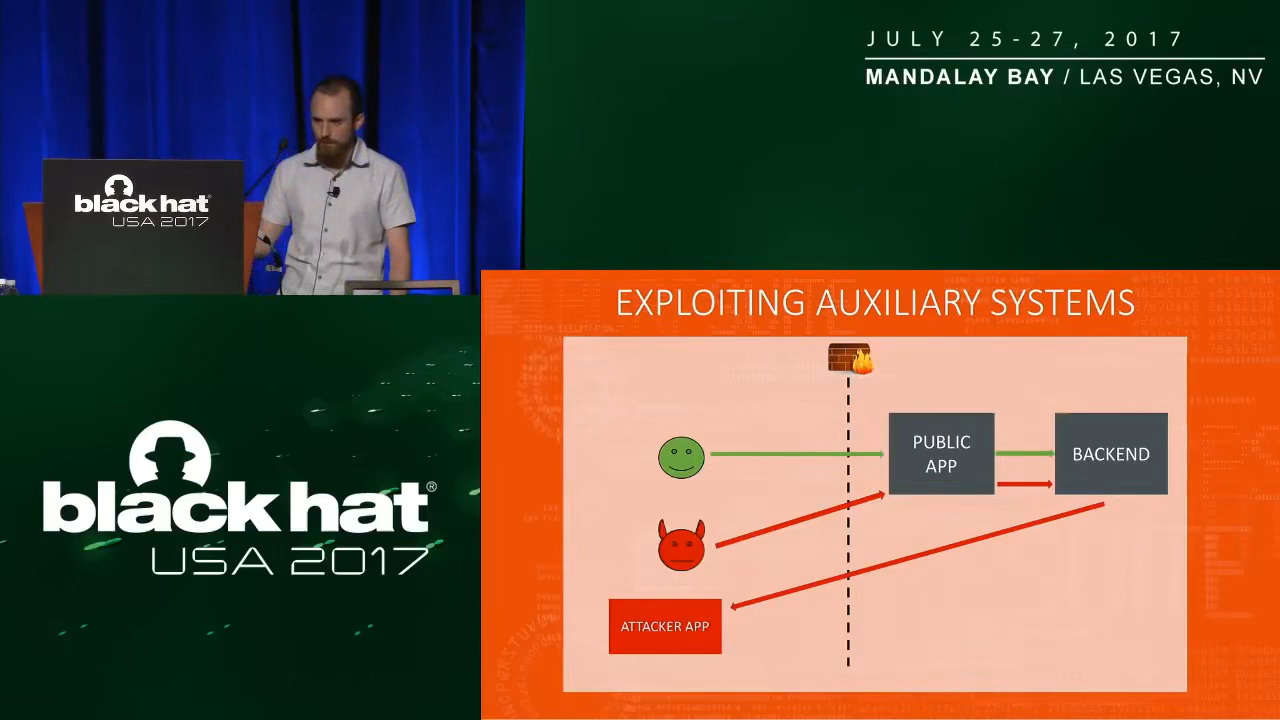 JULY 25-27, 2017
MANDALAY BAY / LAS VEGAS, NV
black hat®
USA 2017
EXPLOITING AUXILIARY SYSTEMS
PUBLIC
APP
BACKEND
ATTACKER APP
black hat®
USA 2017